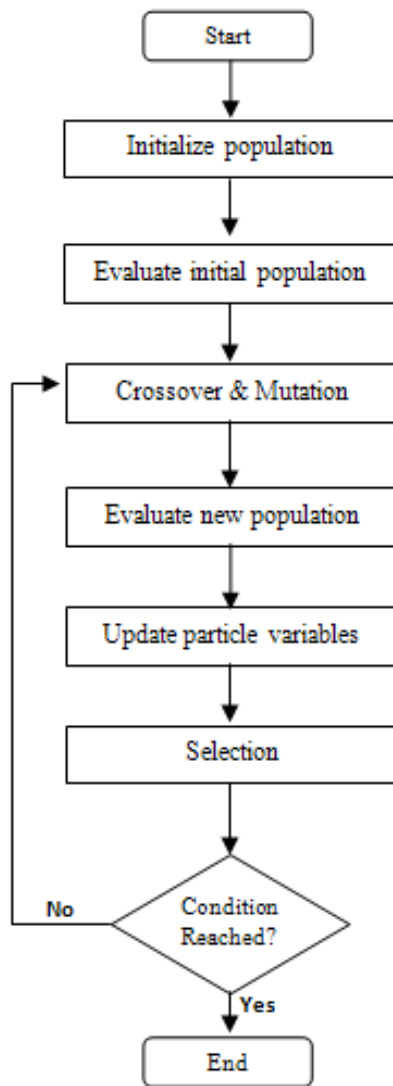 Start
Initialize population
Evaluate initial population
Crossover & Mutation
Evaluate new population
Update particle variables
Selection
Condition
Reached?
No
Yes
End